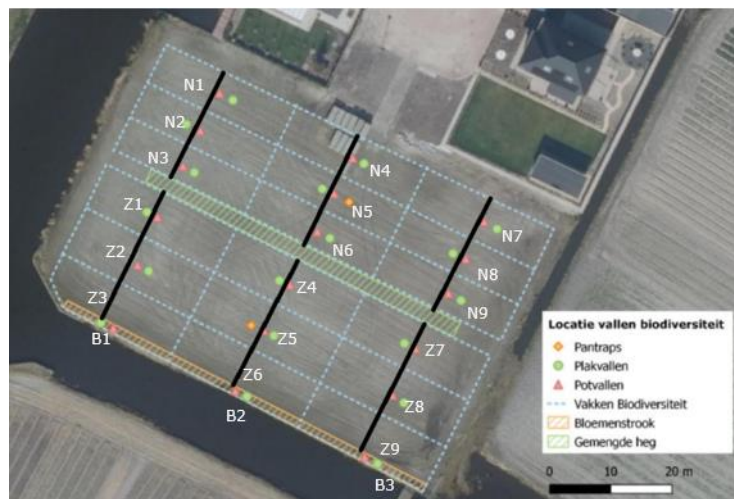 N1
N2
N3
N4
N5
N6
N7
N8
N9
Z1
Z2
Z3
Z4
Z5
Z6
Z7
Z8
Z9
B1
B2
B3
Locatie vallen biodiversiteit
Pantraps
Plakvallen
Potvallen
Vakken Biodiversiteit
Bloemenstrook
Gemengde heg
0 10 20 m